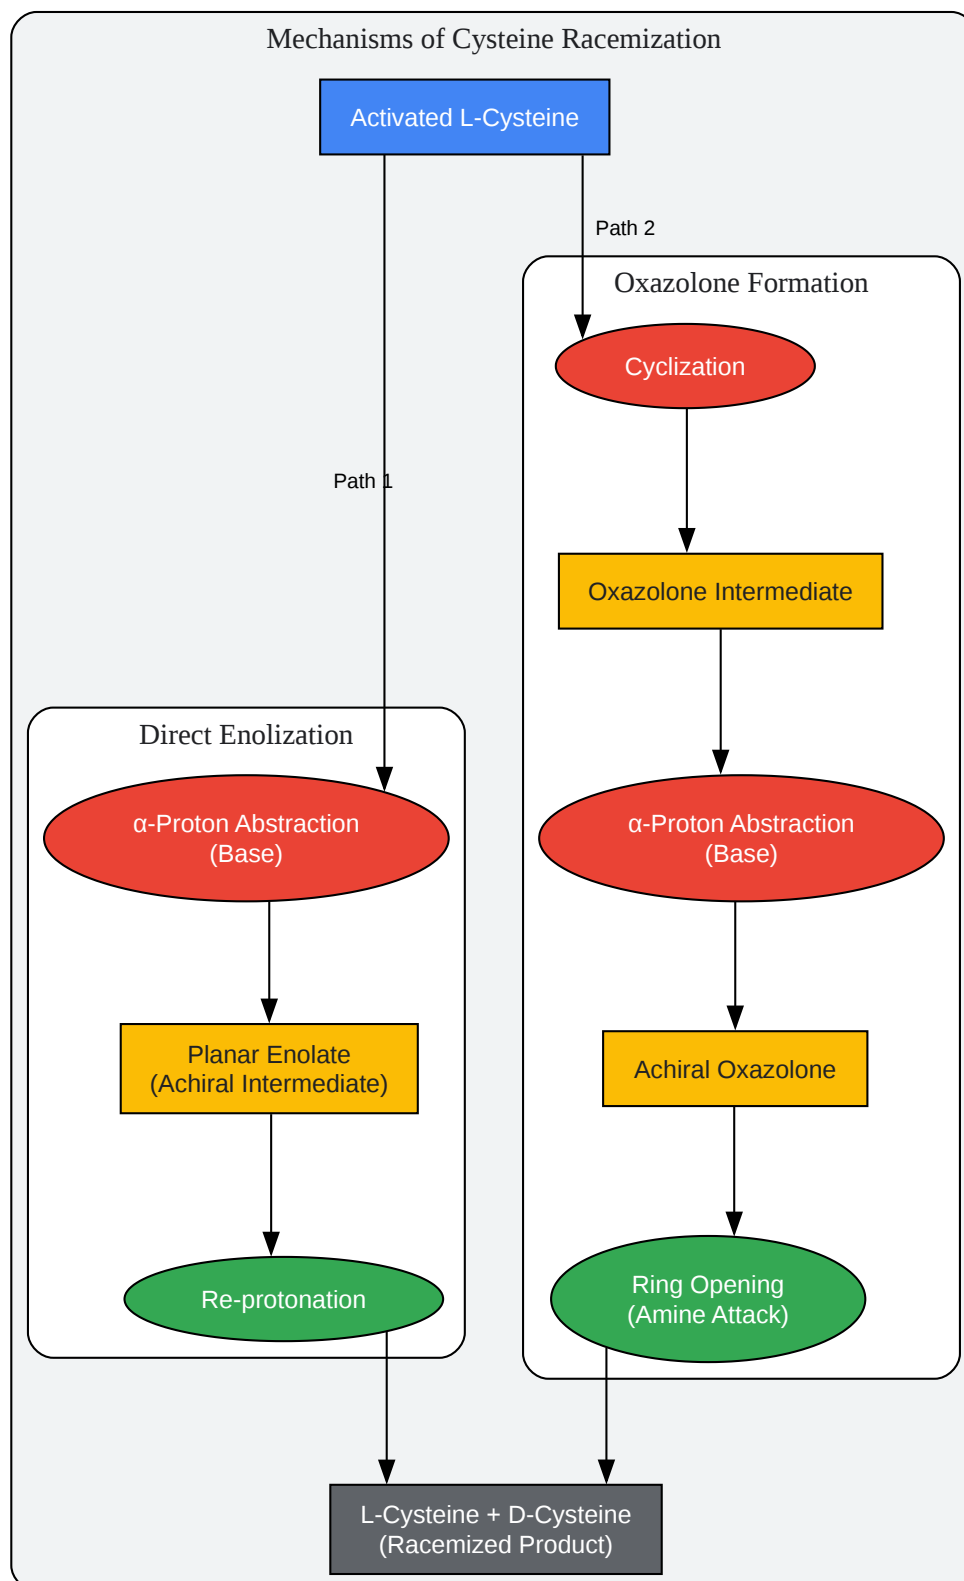 Mechanisms of Cysteine Racemization
Activated L-Cysteine
Path 1
Path 2
Direct Enolization
α-Proton Abstraction
(Base)
Planar Enolate
(Achiral Intermediate)
Re-protonation
Oxazolone Formation
Cyclization
Oxazolone Intermediate
α-Proton Abstraction
(Base)
Achiral Oxazolone
Ring Opening
(Amine Attack)
L-Cysteine + D-Cysteine
(Racemized Product)